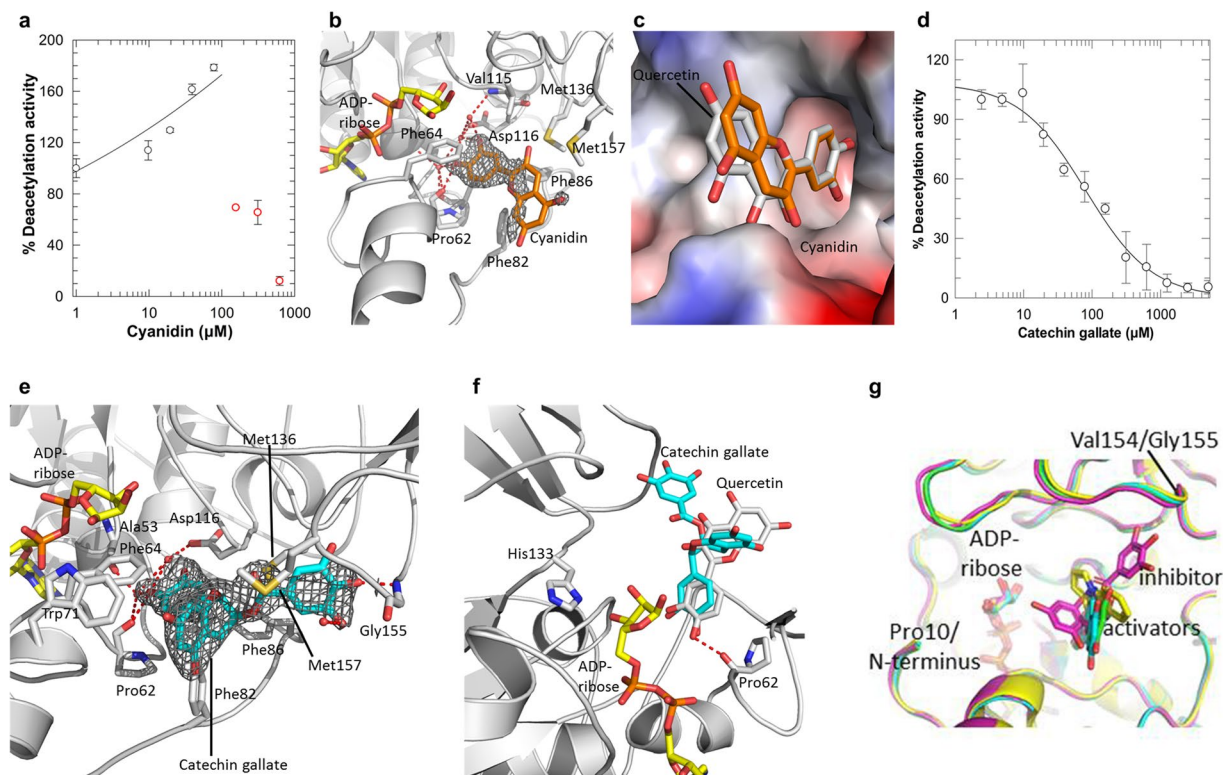 a
200
160
120
80
40
0
% Deacetylation activity
1
10
100
1000
Cyanidin (µM)
b
Val115
Met136
ADP-
ribose
Phe64
Asp116
Met157
Phe86
Pro62
Cyanidin
Phe82
c
Quercetin
Cyanidin
d
120
90
60
30
0
% Deacetylation activity
1
10
100
1000
Catechin gallate (µM)
e
Met136
ADP-
ribose
Asp116
Ala53
Phe64
Trp71
Gly155
Phe86
Met157
Pro62
Phe82
Catechin gallate
f
Catechin gallate
Quercetin
His133
ADP-
ribose
Pro62
g
Val154/Gly155
ADP-
ribose
inhibitor
activators
Pro10/
N-terminus